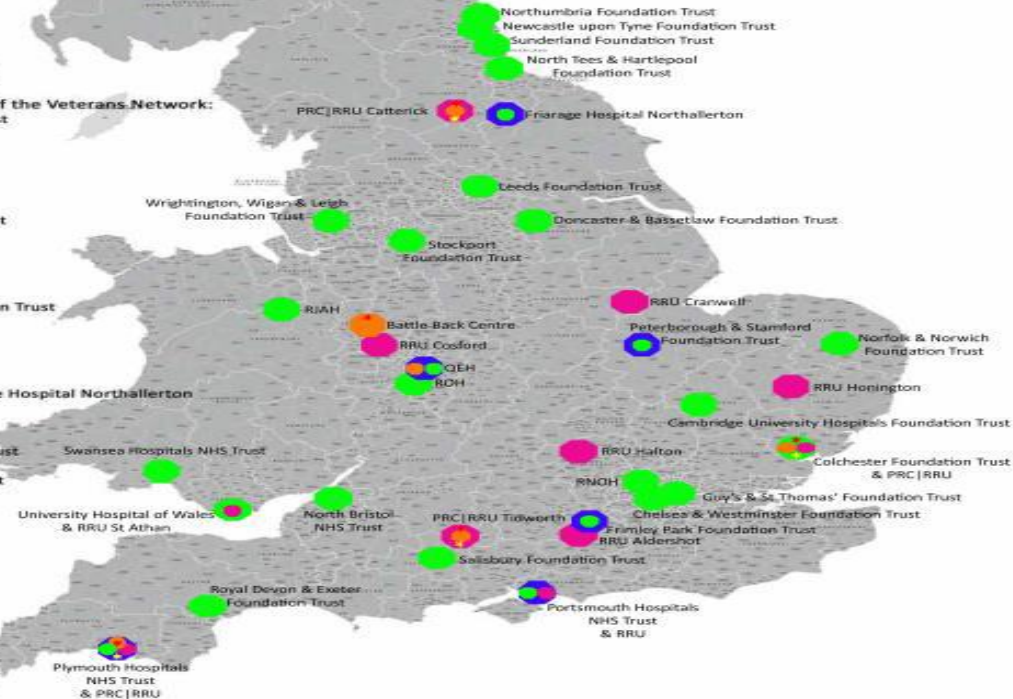 Northumbria Foundation Trust
Newcastle upon Tyne Foundation Trust
Sunderland Foundation Trust
North Tees & Hartlepool
Foundation Trust
f the Veterans Network:
st
PRC|RRU Catterick
Friarage Hospital Northallerton
Leeds Foundation Trust
Wrightington, Wigan & Leigh
Foundation Trust
t
Doncaster & Bassetlaw Foundation Trust
Stockport
Foundation Trust
n Trust
RJAH
RRU Cranwell
Battle Back Centre
Peterborough & Stamford
Foundation Trust
RRU Cosford
Norfolk & Norwich
Foundation Trust
QEH
ROH
RRU Honington
e Hospital Northallerton
Cambridge University Hospitals Foundation Trust
ust
Swansea Hospitals NHS Trust
RRU Halton
Colchester Foundation Trust
& PRC|RRU
t
RNOH
Guy's & St Thomas' Foundation Trust
University Hospital of Wales
& RRU St Athan
North Bristol
NHS Trust
Chelsea & Westminster Foundation Trust
PRC|RRU Tidworth
Frimley Park Foundation Trust
RRU Aldershot
Salisbury Foundation Trust
Royal Devon & Exeter
Foundation Trust
Portsmouth Hospitals
NHS Trust
& RRU
Plymouth Hospitals
NHS Trust
& PRC|RRU